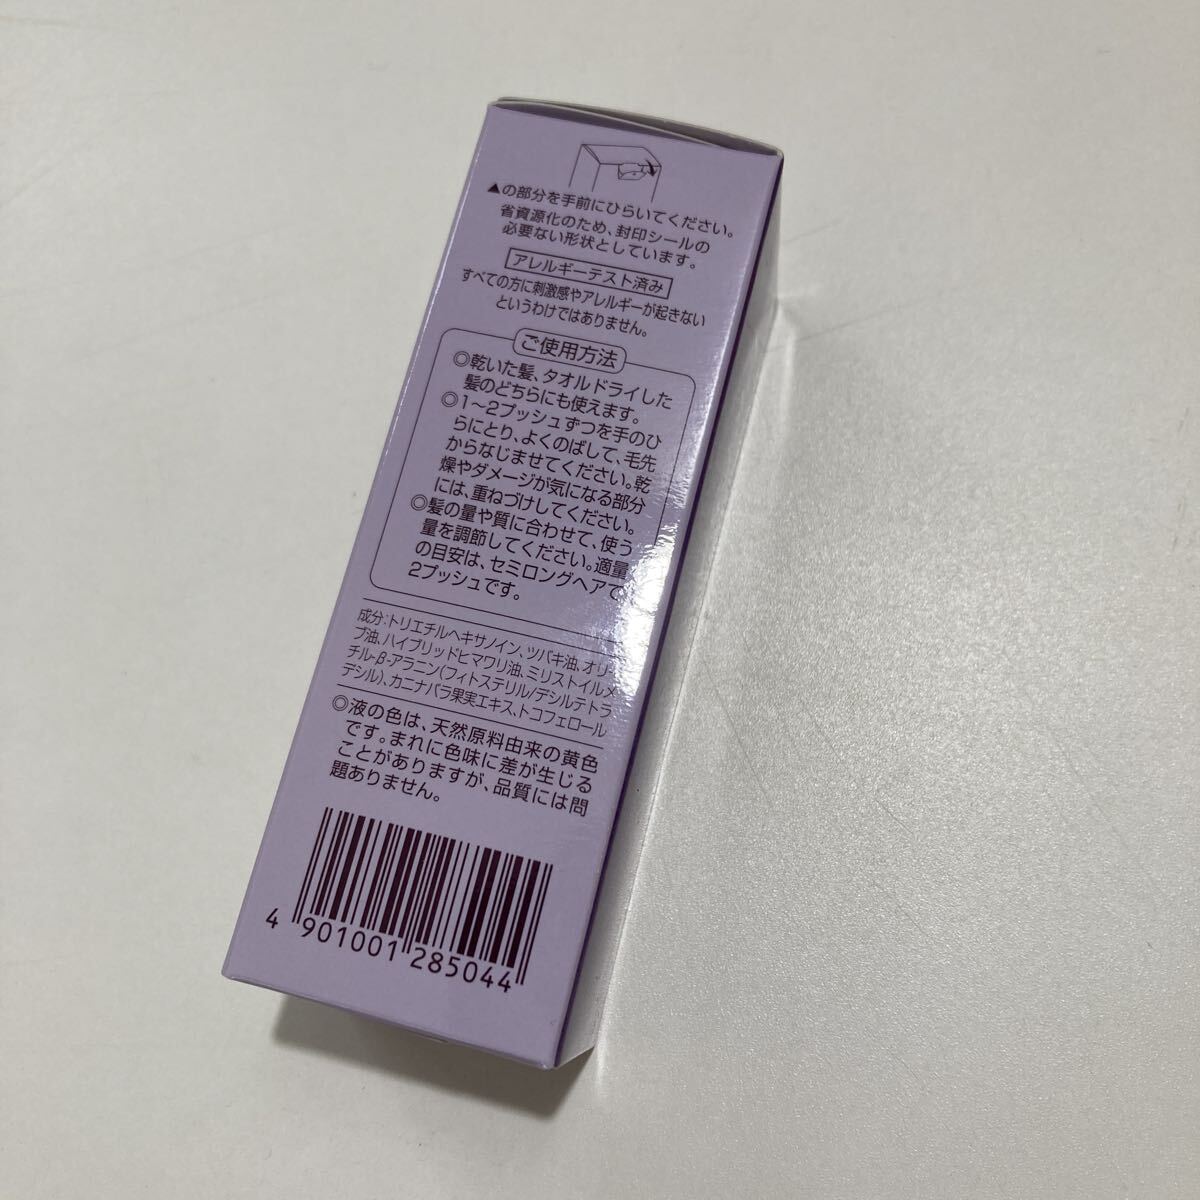 ▲の部分を手前にひらいてください。
省資源化のため、封印シールの
必要ない形状としています。
アレルギーテスト済み
すべての方に刺激感やアレルギーが起きない
というわけではありません。
ご使用方法
◎乾いた髪、タオルドライした
髪のどちらにも使えます。
◎1〜2プッシュずつを手のひ
らにとり、よくのばして、毛先
からなじませてください。乾
燥やダメージが気になる部分
には、重ねづけしてください。
◎髪の量や質に合わせて、使う
量を調節してください。適量
の目安は、セミロングヘアで、
2プッシュです。
成分:トリエチルヘキサノイン、ツバキ油、オリー
ブ油、ハイブリッドヒマワリ油、ミリストイルメ
チル-β-アラニン(フィトステリル/デシルテトラ
デシル)、カニナバラ果実エキス、トコフェロール
◎液の色は、天然原料由来の黄色
です。まれに色味に差が生じる
ことがありますが、品質には問
題ありません。
4 901001 285044